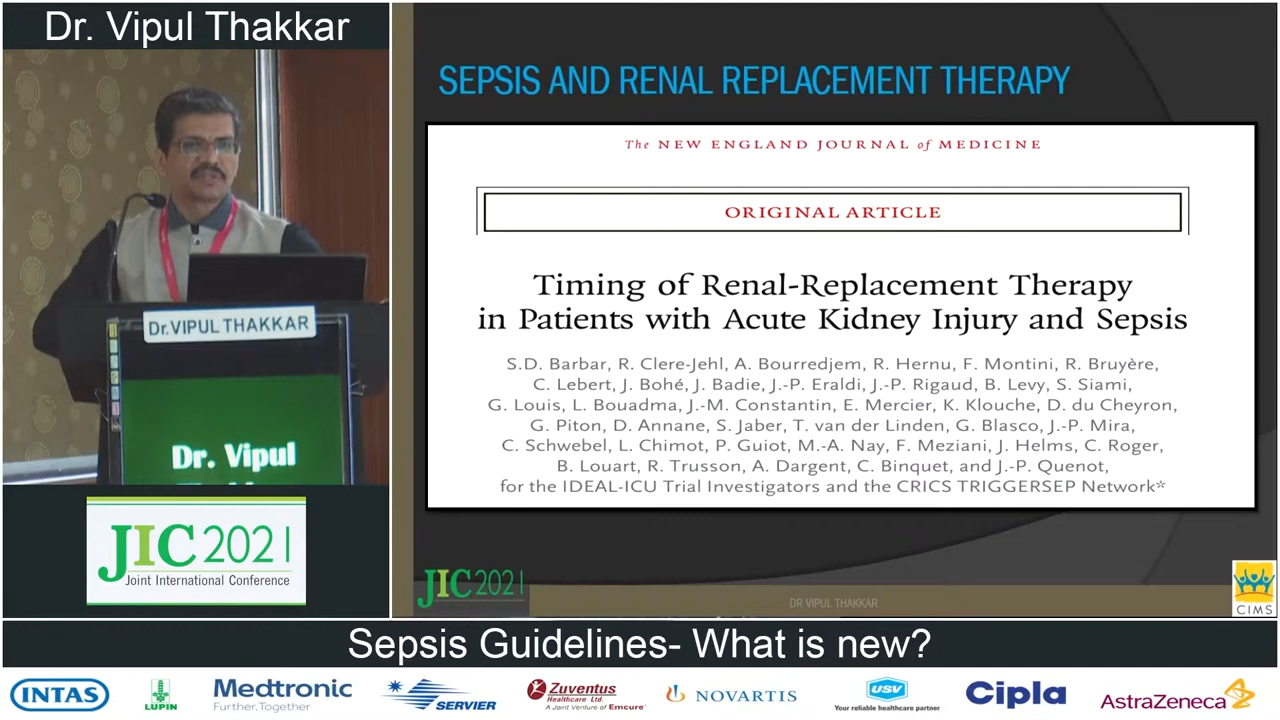 Dr. Vipul Thakkar
SEPSIS AND RENAL REPLACEMENT THERAPY
The NEW ENGLAND JOURNAL of MEDICINE
ORIGINAL ARTICLE
Timing of Renal-Replacement Therapy
in Patients with Acute Kidney Injury and Sepsis
S.D. Barbar, R. Clere-Jehl, A. Bourredjem, R. Hernu, F. Montini, R. Bruyère,
C. Lebert, J. Bohé, J. Badie, J.-P. Eraldi, J.-P. Rigaud, B. Levy, S. Siami,
G. Louis, L. Bouadma, J.-M. Constantin, E. Mercier, K. Klouche, D. du Cheyron,
G. Piton, D. Annane, S. Jaber, T. van der Linden, G. Blasco, J.-P. Mira,
C. Schwebel, L. Chimot, P. Guiot, M.-A. Nay, F. Meziani, J. Helms, C. Roger,
B. Louart, R. Trusson, A. Dargent, C. Binquet, and J.-P. Quenot,
for the IDEAL-ICU Trial Investigators and the CRICS TRIGGERSEP Network*
Dr.VIPUL THAKKAR
Dr. Vipul
JIC 2021
Joint International Conference
JIC 2021
DR VIPUL THAKKAR
CIMS
Sepsis Guidelines- What is new?
INTAS
LUPIN
Medtronic
Further, Together
SERVIER
Zuventus
Healthcare Ltd.
A Joint Venture of Emcure
NOVARTIS
USV
Your reliable healthcare partner
Cipla
AstraZeneca